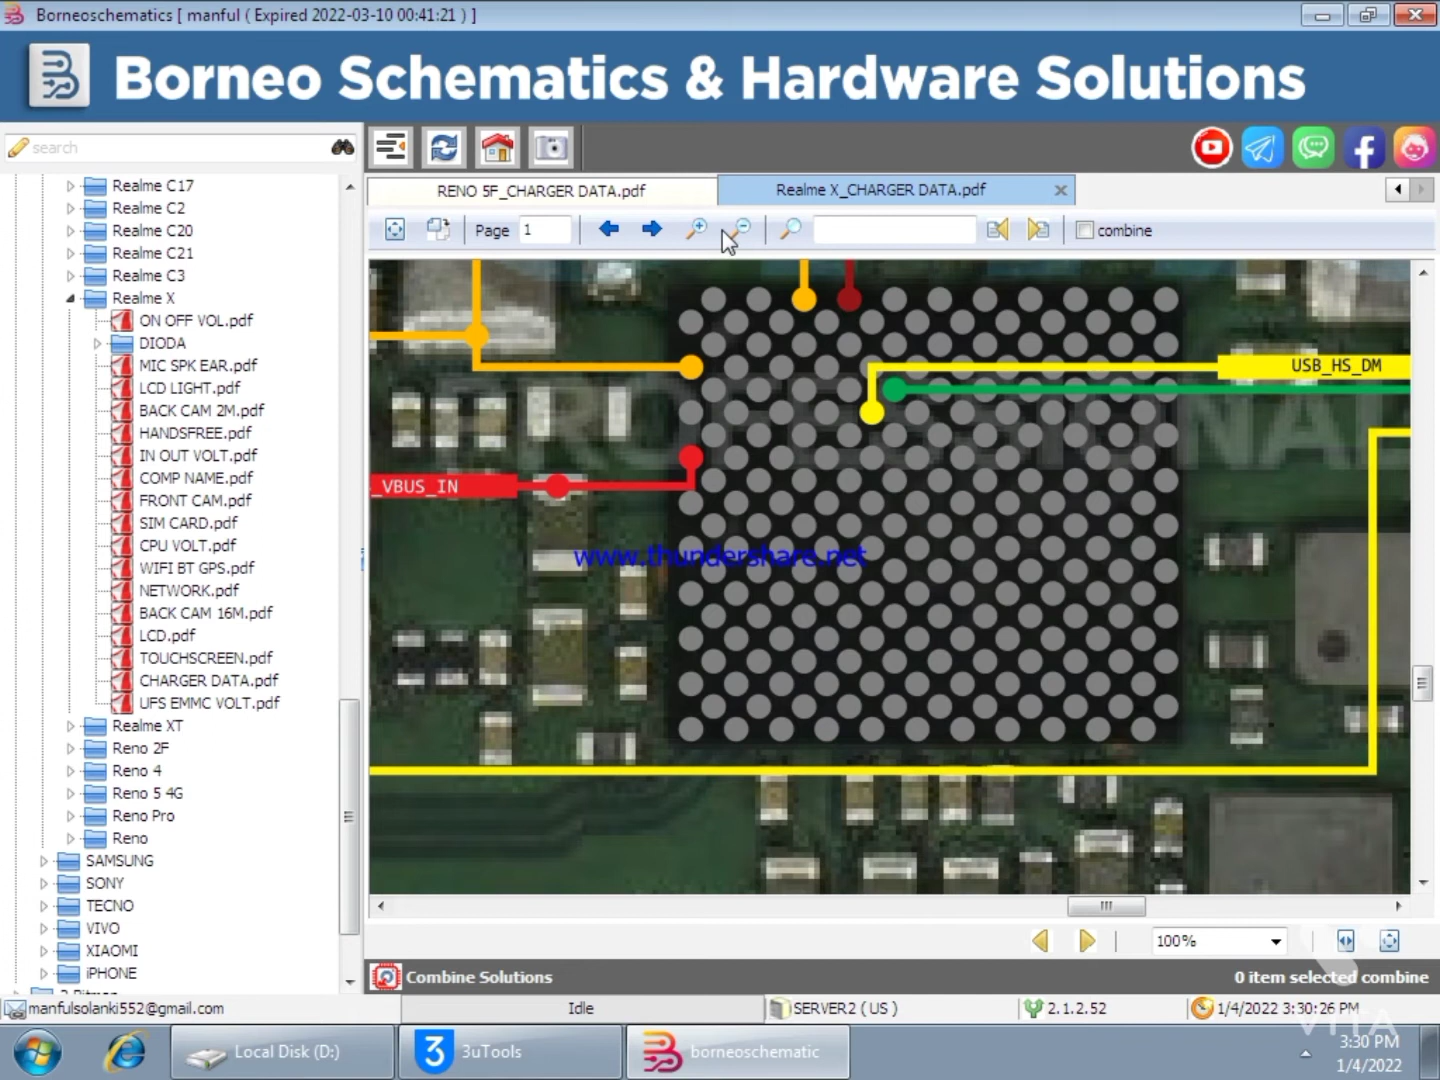 Borneoschematics [ manful ( Expired 2022-03-10 00:41:21 ) ]
Borneo Schematics & Hardware Solutions
search
RENO 5F_CHARGER DATA.pdf
Realme X_CHARGER DATA.pdf
Page 1
combine
Realme C17
Realme C2
Realme C20
Realme C21
Realme C3
Realme X
ON OFF VOL.pdf
DIODA
MIC SPK EAR.pdf
LCD LIGHT.pdf
BACK CAM 2M.pdf
HANDSFREE.pdf
IN OUT VOLT.pdf
COMP NAME.pdf
FRONT CAM.pdf
SIM CARD.pdf
CPU VOLT.pdf
WIFI BT GPS.pdf
NETWORK.pdf
BACK CAM 16M.pdf
LCD.pdf
TOUCHSCREEN.pdf
CHARGER DATA.pdf
UFS EMMC VOLT.pdf
Realme XT
Reno 2F
Reno 4
Reno 5 4G
Reno Pro
Reno
SAMSUNG
SONY
TECNO
VIVO
XIAOMI
iPHONE
USB_HS_DM
_VBUS_IN
www.thundershare.net
100%
Combine Solutions
0 item selected combine
manfulsolanki552@gmail.com
Idle
SERVER2 ( US )
2.1.2.52
1/4/2022 3:30:26 PM
VITA
Local Disk (D:)
3uTools
borneoschematic
3:30 PM
1/4/2022